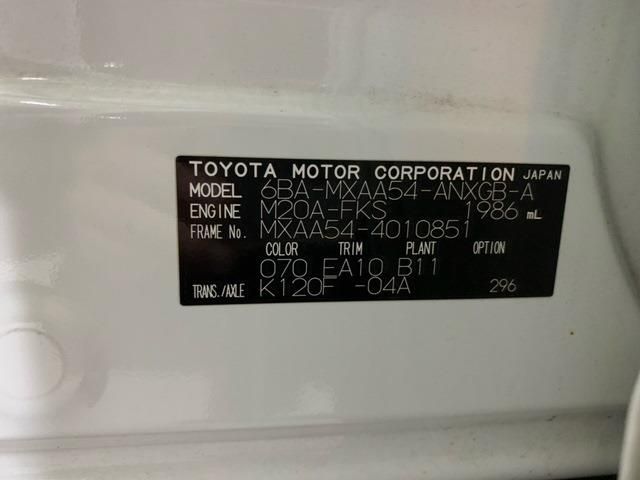 TOYOTA MOTOR CORPORATION JAPAN
MODEL 6BA-MXAA54-ANXGB-A
ENGINE M20A-FKS 1986 mL
FRAME No. MXAA54-4010851
COLOR TRIM PLANT OPTION
070 EA10 B11
TRANS./AXLE K120F -04A 296